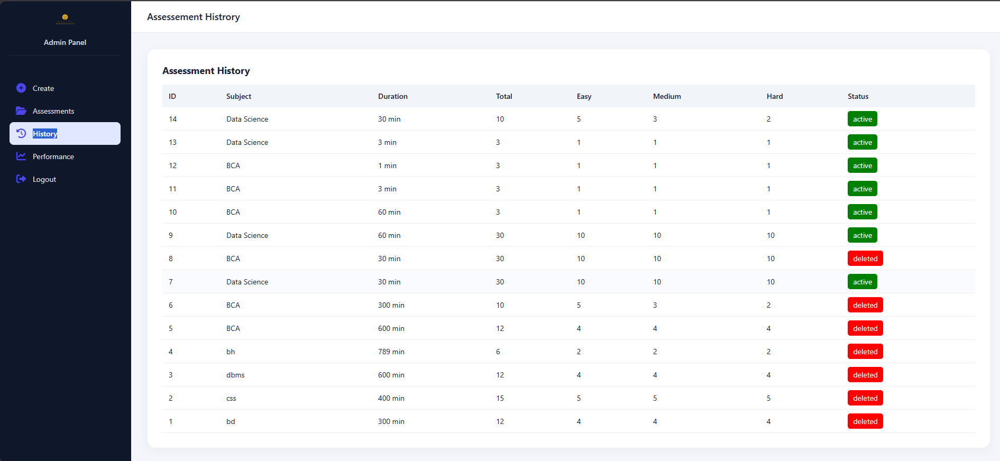 Admin Panel
Create
Assessments
History
Performance
Logout
Assessement Histrory
Assessment History
ID Subject Duration Total Easy Medium Hard Status
14 Data Science 30 min 10 5 3 2 active
13 Data Science 3 min 3 1 1 1 active
12 BCA 1 min 3 1 1 1 active
11 BCA 3 min 3 1 1 1 active
10 BCA 60 min 3 1 1 1 active
9 Data Science 60 min 30 10 10 10 active
8 BCA 30 min 30 10 10 10 deleted
7 Data Science 30 min 30 10 10 10 active
6 BCA 300 min 10 5 3 2 deleted
5 BCA 600 min 12 4 4 4 deleted
4 bh 789 min 6 2 2 2 deleted
3 dbms 600 min 12 4 4 4 deleted
2 css 400 min 15 5 5 5 deleted
1 bd 300 min 12 4 4 4 deleted